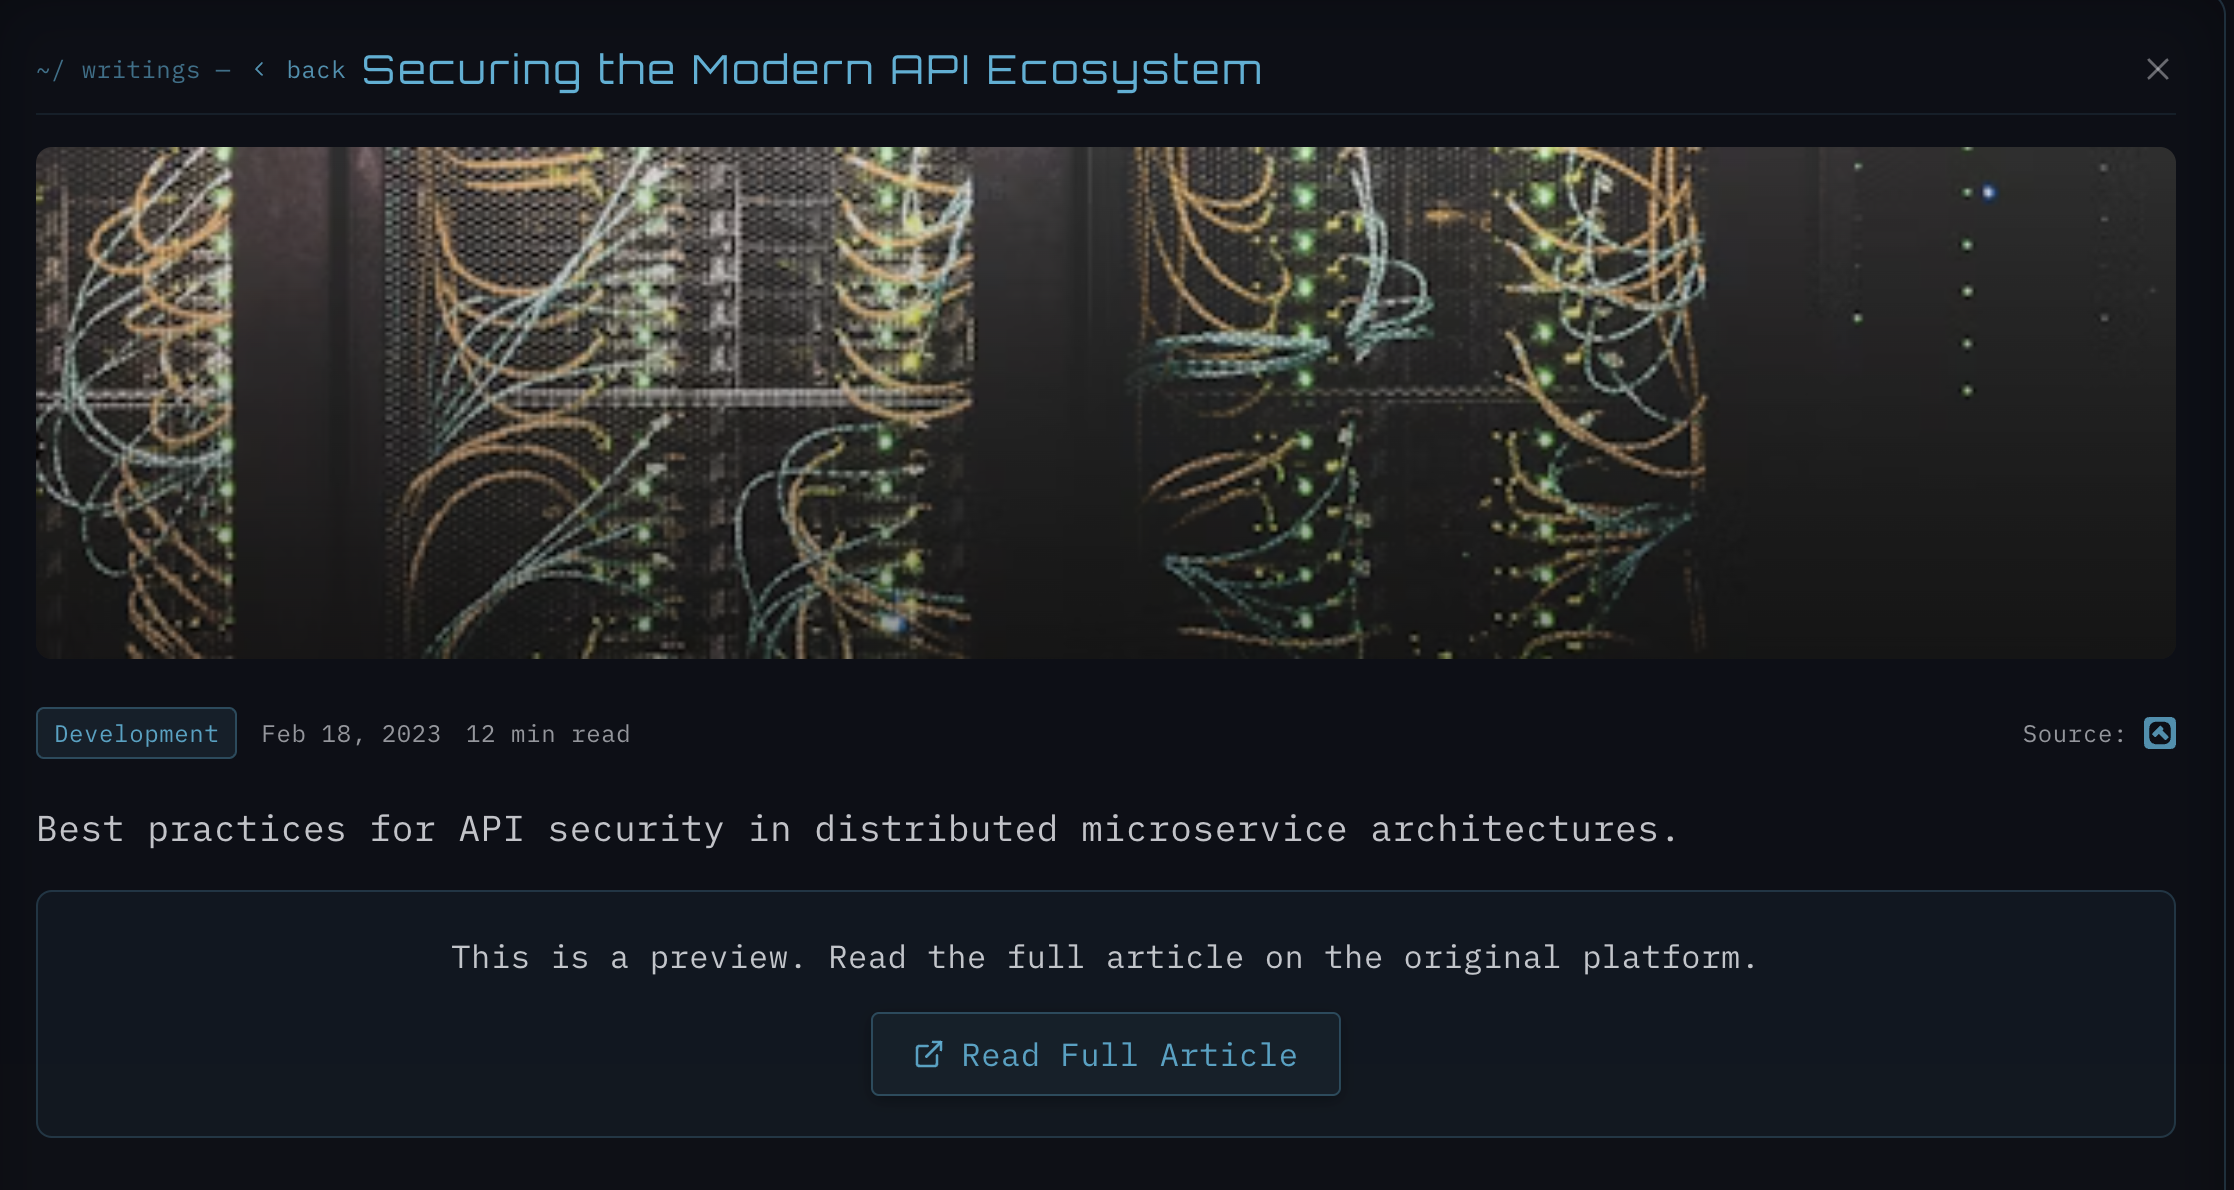 ~/ writings — < back Securing the Modern API Ecosystem
Development Feb 18, 2023 12 min read Source:
Best practices for API security in distributed microservice architectures.
This is a preview. Read the full article on the original platform.
Read Full Article